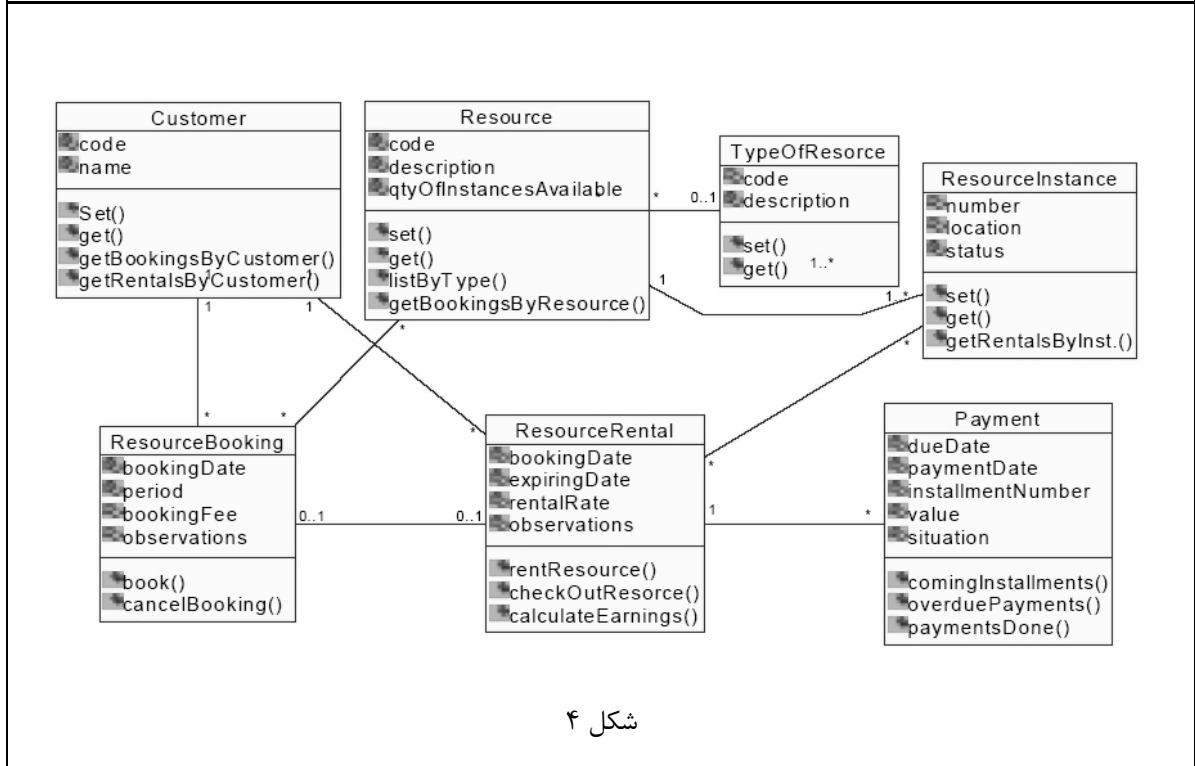 Customer
code
name
Set()
get()
getBookingsByCustomer()
getRentalsByCustomer()
1
1
1
1
Resource
code
description
qtyOfInstancesAvailable
set()
get()
listByType()
getBookingsByResource()
*
0..1
1
*
TypeOfResorce
code
description
set()
get()
1..*
ResourceInstance
number
location
status
set()
get()
getRentalsByInst.()
1..*
*
ResourceBooking
bookingDate
period
bookingFee
observations
book()
cancelBooking()
*
*
0..1
0..1
ResourceRental
bookingDate
expiringDate
rentalRate
observations
rentResource()
checkOutResorce()
calculateEarnings()
*
*
1
*
Payment
dueDate
paymentDate
installmentNumber
value
situation
comingInstallments()
overduePayments()
paymentsDone()
شکل ۴